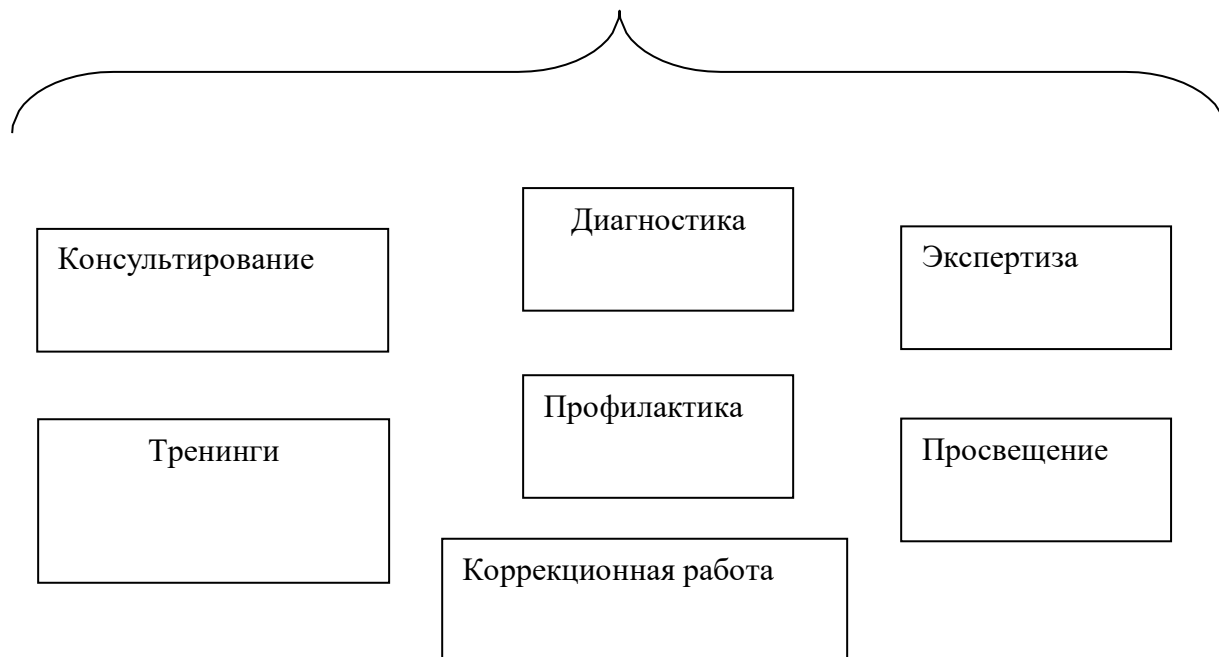 Диагностика
Консультирование
Экспертиза
Профилактика
Тренинги
Просвещение
Коррекционная работа